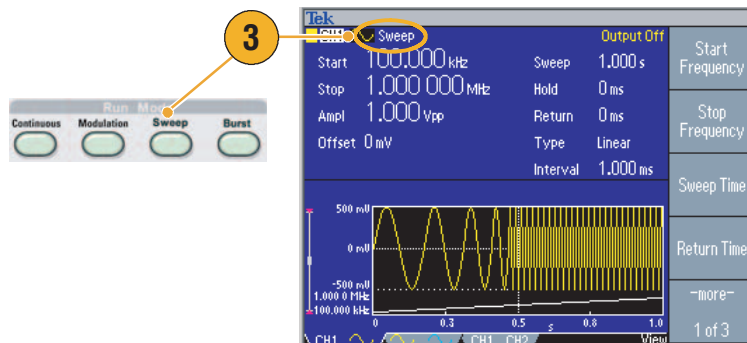 Tek
3
CH1 Sweep Output Off
Start 100.000 kHz Sweep 1.000 s
Stop 1.000 000 MHz Hold 0 ms
Ampl 1.000 Vpp Return 0 ms
Offset 0 mV Type Linear
Interval 1.000 ms
Start Frequency
Stop Frequency
Sweep Time
Return Time
-more-
1 of 3
Run Mode
Continuous Modulation Sweep Burst
500 mV
0 mV
-500 mV
1.000 0 MHz
100.000 kHz
0 0.3 0.5 s 0.8 1.0
CH1 CH1 CH2 View